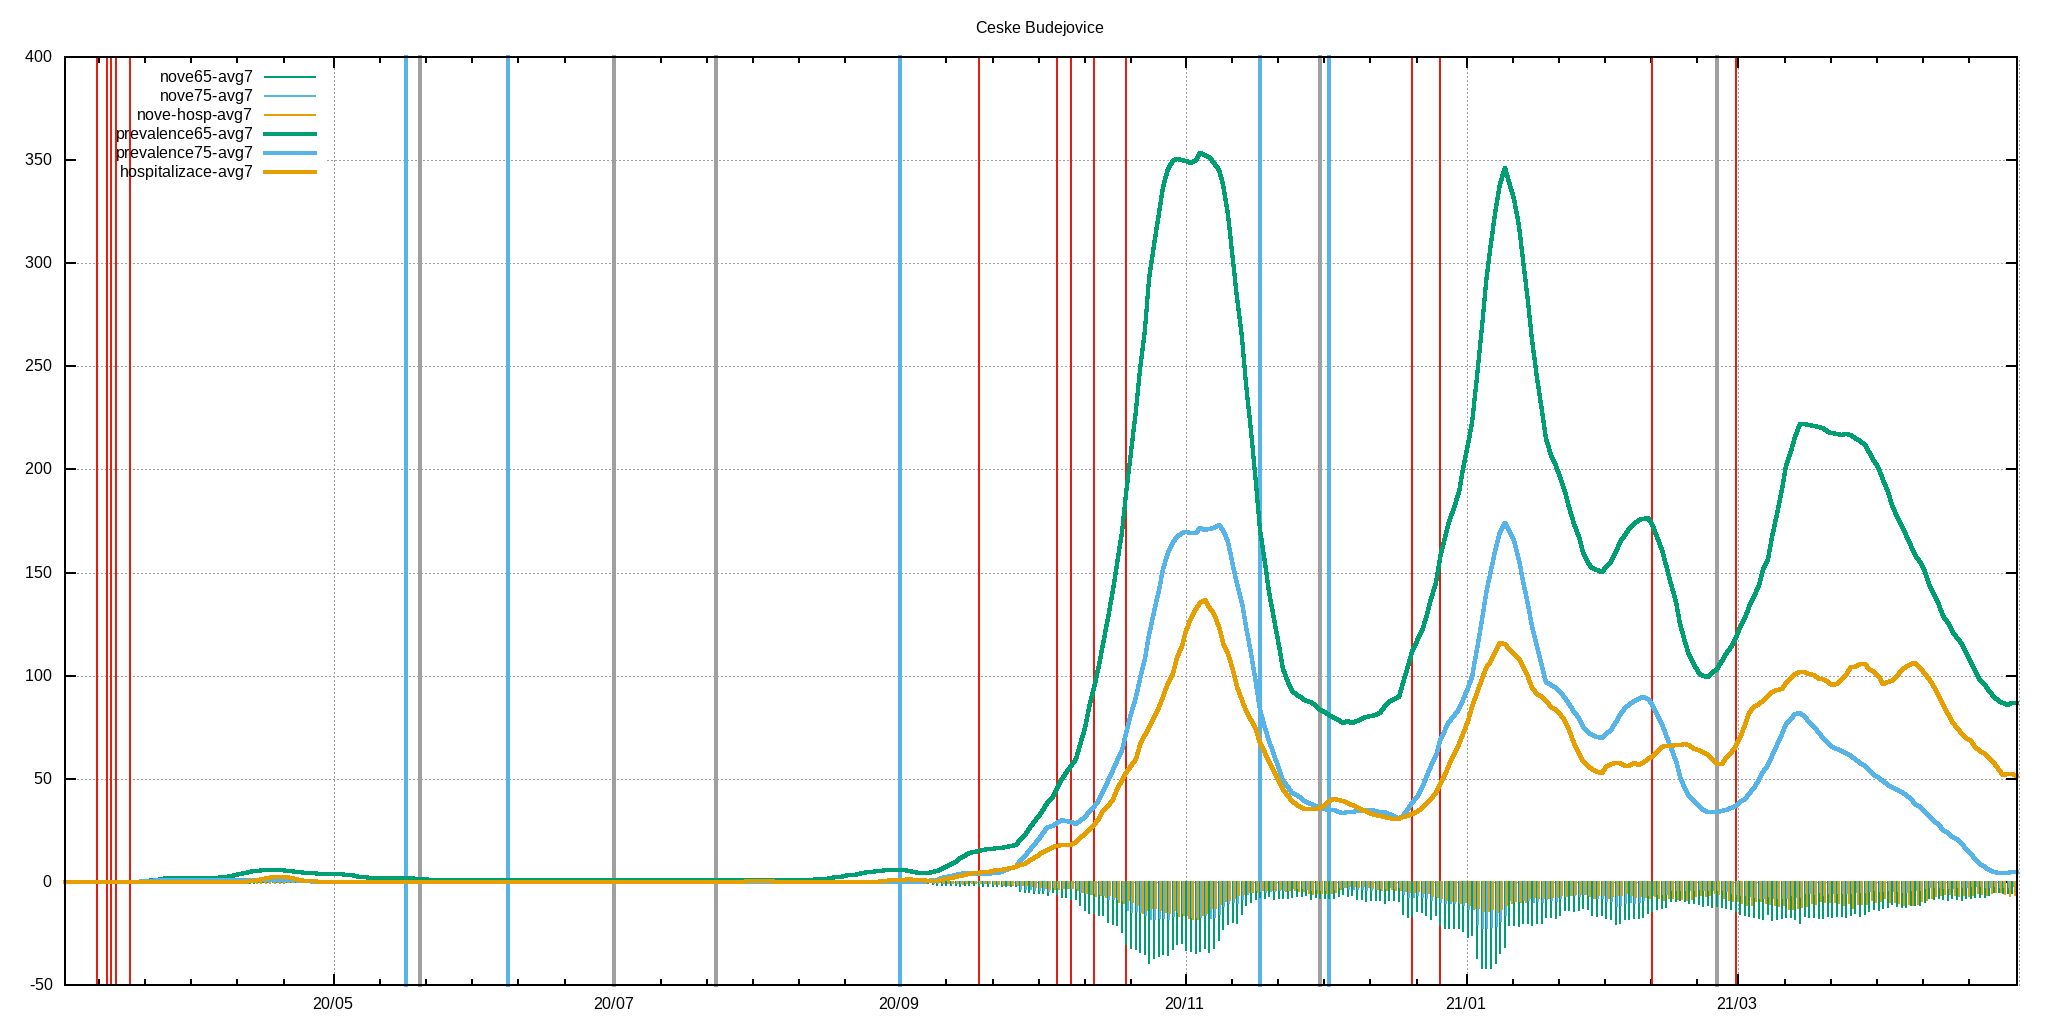 Ceske Budejovice
400
350
300
250
200
150
100
50
0
-50
nove65-avg7
nove75-avg7
nove-hosp-avg7
prevalence65-avg7
prevalence75-avg7
hospitalizace-avg7
20/05
20/07
20/09
20/11
21/01
21/03